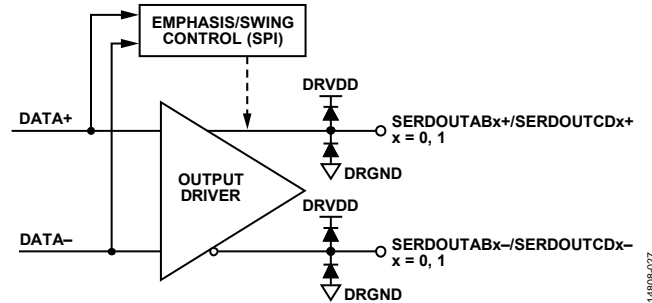 EMPHASIS/SWING
CONTROL (SPI)
DRVDD
DATA+
SERDOUTABx+/SERDOUTCDx+
x = 0, 1
DRGND
OUTPUT
DRIVER
DRVDD
DATA–
SERDOUTABx–/SERDOUTCDx–
x = 0, 1
DRGND
14808-027